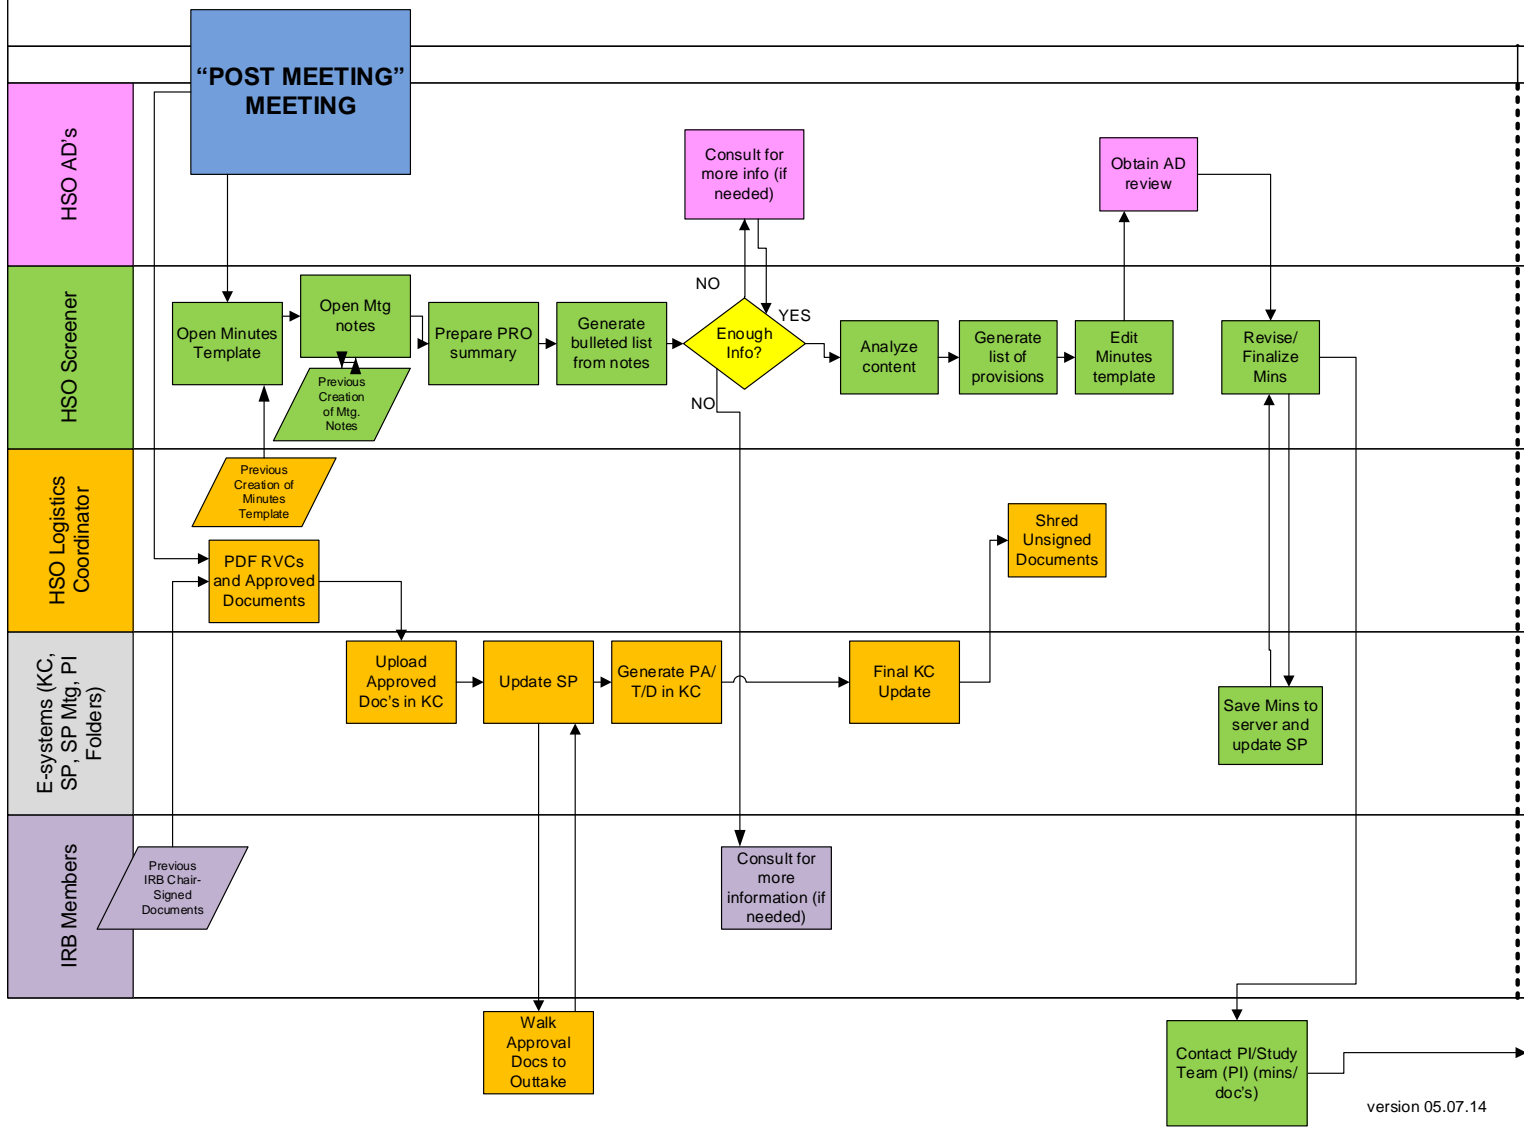 “POST MEETING”
MEETING
HSO AD’s
Consult for
more info (if
needed)
Obtain AD
review
HSO Screener
Open Minutes
Template
Open Mtg
notes
Previous
Creation
of Mtg.
Notes
Prepare PRO
summary
Generate
bulleted list
from notes
NO
Enough
Info?
YES
NO
Analyze
content
Generate
list of
provisions
Edit
Minutes
template
Revise/
Finalize
Mins
HSO Logistics
Coordinator
Previous
Creation of
Minutes
Template
PDF RVCs
and Approved
Documents
Shred
Unsigned
Documents
E-systems (KC,
SP, SP Mtg, PI
Folders)
Upload
Approved
Doc’s in KC
Update SP
Generate PA/
T/D in KC
Final KC
Update
Save Mins to
server and
update SP
IRB Members
Previous
IRB Chair-
Signed
Documents
Consult for
more
information (if
needed)
Walk
Approval
Docs to
Outtake
Contact PI/Study
Team (PI) (mins/
doc’s)
version 05.07.14